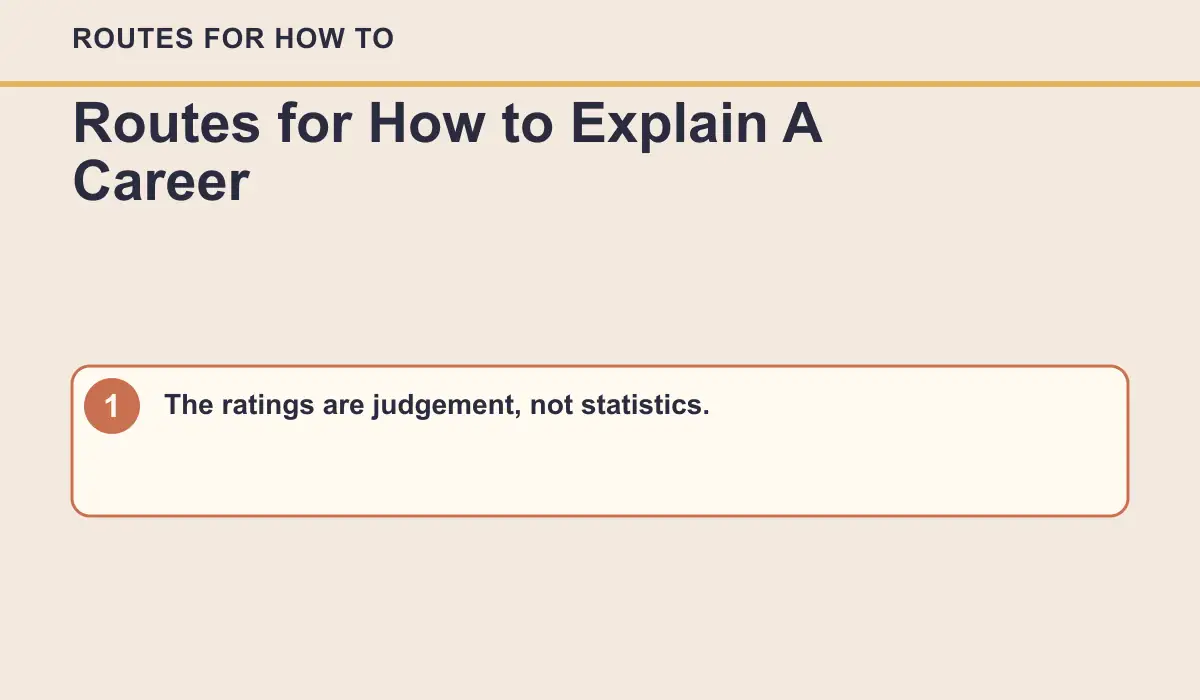 ROUTES FOR HOW TO
Routes for How to Explain A
Career
1 The ratings are judgement, not statistics.